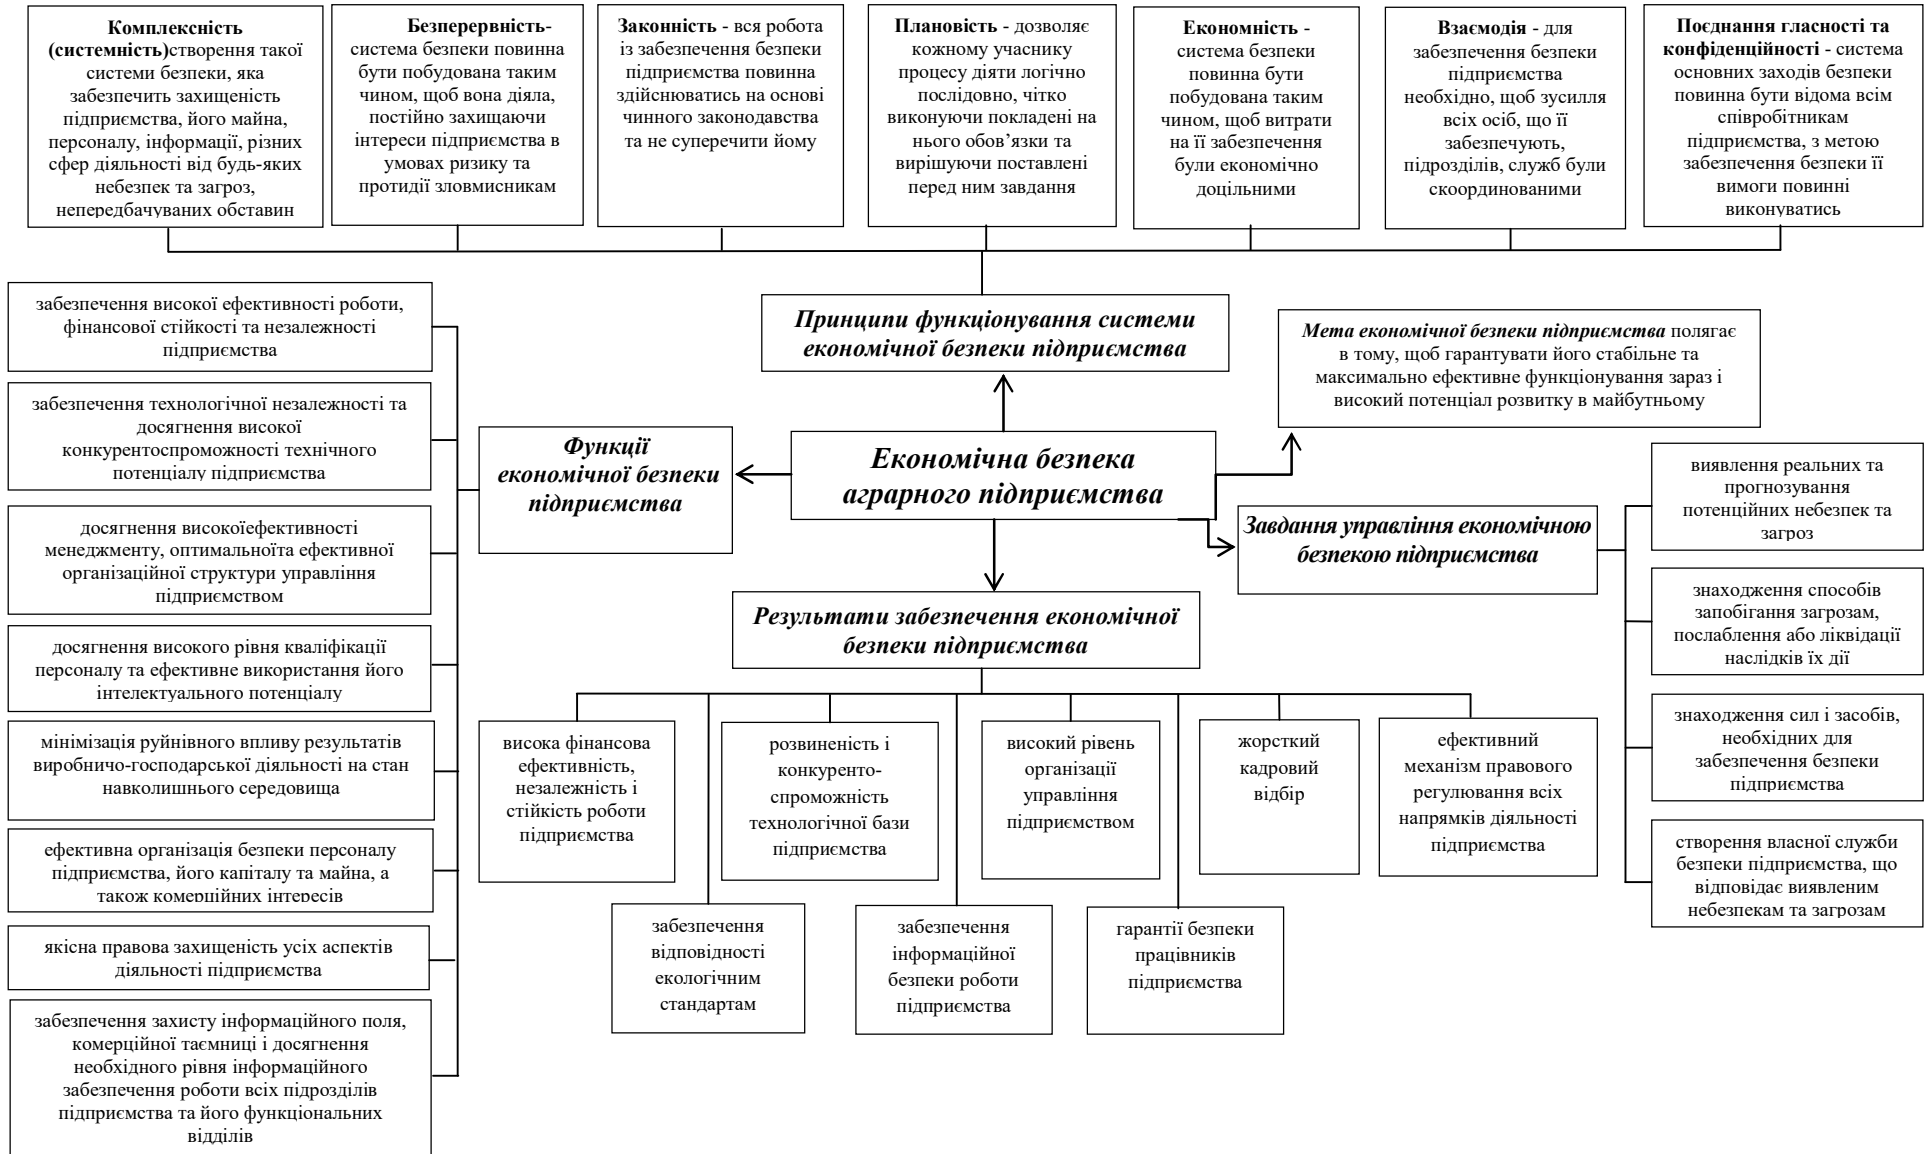 Комплексність
(системність)створення такої
системи безпеки, яка
забезпечить захищеність
підприємства, його майна,
персоналу, інформації, різних
сфер діяльності від будь-яких
небезпек та загроз,
непередбачуваних обставин
Безперервність-
система безпеки повинна
бути побудована таким
чином, щоб вона діяла,
постійно захищаючи
інтереси підприємства в
умовах ризику та
протидії зловмисникам
Законність - вся робота
із забезпечення безпеки
підприємства повинна
здійснюватись на основі
чинного законодавства
та не суперечити йому
Плановість - дозволяє
кожному учаснику
процесу діяти логічно
послідовно, чітко
виконуючи покладені на
нього обов’язки та
вирішуючи поставлені
перед ним завдання
Економність -
система безпеки
повинна бути
побудована таким
чином, щоб витрати
на її забезпечення
були економічно
доцільними
Взаємодія - для
забезпечення безпеки
підприємства
необхідно, щоб зусилля
всіх осіб, що її
забезпечують,
підрозділів, служб були
скоординованими
Поєднання гласності та
конфіденційності - система
основних заходів безпеки
повинна бути відома всім
співробітникам
підприємства, з метою
забезпечення безпеки її
вимоги повинні
виконуватись
Принципи функціонування системи
економічної безпеки підприємства
Мета економічної безпеки підприємства полягає
в тому, щоб гарантувати його стабільне та
максимально ефективне функціонування зараз і
високий потенціал розвитку в майбутньому
забезпечення високої ефективності роботи,
фінансової стійкості та незалежності
підприємства
забезпечення технологічної незалежності та
досягнення високої
конкурентоспроможності технічного
потенціалу підприємства
досягнення високоїефективності
менеджменту, оптимальноїта ефективної
організаційної структури управління
підприємством
досягнення високого рівня кваліфікації
персоналу та ефективне використання його
інтелектуального потенціалу
мінімізація руйнівного впливу результатів
виробничо-господарської діяльності на стан
навколишнього середовища
ефективна організація безпеки персоналу
підприємства, його капіталу та майна, а
також комерційних інтересів
якісна правова захищеність усіх аспектів
діяльності підприємства
забезпечення захисту інформаційного поля,
комерційної таємниці і досягнення
необхідного рівня інформаційного
забезпечення роботи всіх підрозділів
підприємства та його функціональних
відділів
Функції
економічної безпеки
підприємства
Економічна безпека
аграрного підприємства
Завдання управління економічною
безпекою підприємства
виявлення реальних та
прогнозування
потенційних небезпек та
загроз
знаходження способів
запобігання загрозам,
послаблення або ліквідації
наслідків їх дії
знаходження сил і засобів,
необхідних для
забезпечення безпеки
підприємства
створення власної служби
безпеки підприємства, що
відповідає виявленим
небезпекам та загрозам
Результати забезпечення економічної
безпеки підприємства
висока фінансова
ефективність,
незалежність і
стійкість роботи
підприємства
розвиненість і
конкуренто-
спроможність
технологічної бази
підприємства
високий рівень
організації
управління
підприємством
жорсткий
кадровий
відбір
ефективний
механізм правового
регулювання всіх
напрямків діяльності
підприємства
забезпечення
відповідності
екологічним
стандартам
забезпечення
інформаційної
безпеки роботи
підприємства
гарантії безпеки
працівників
підприємства